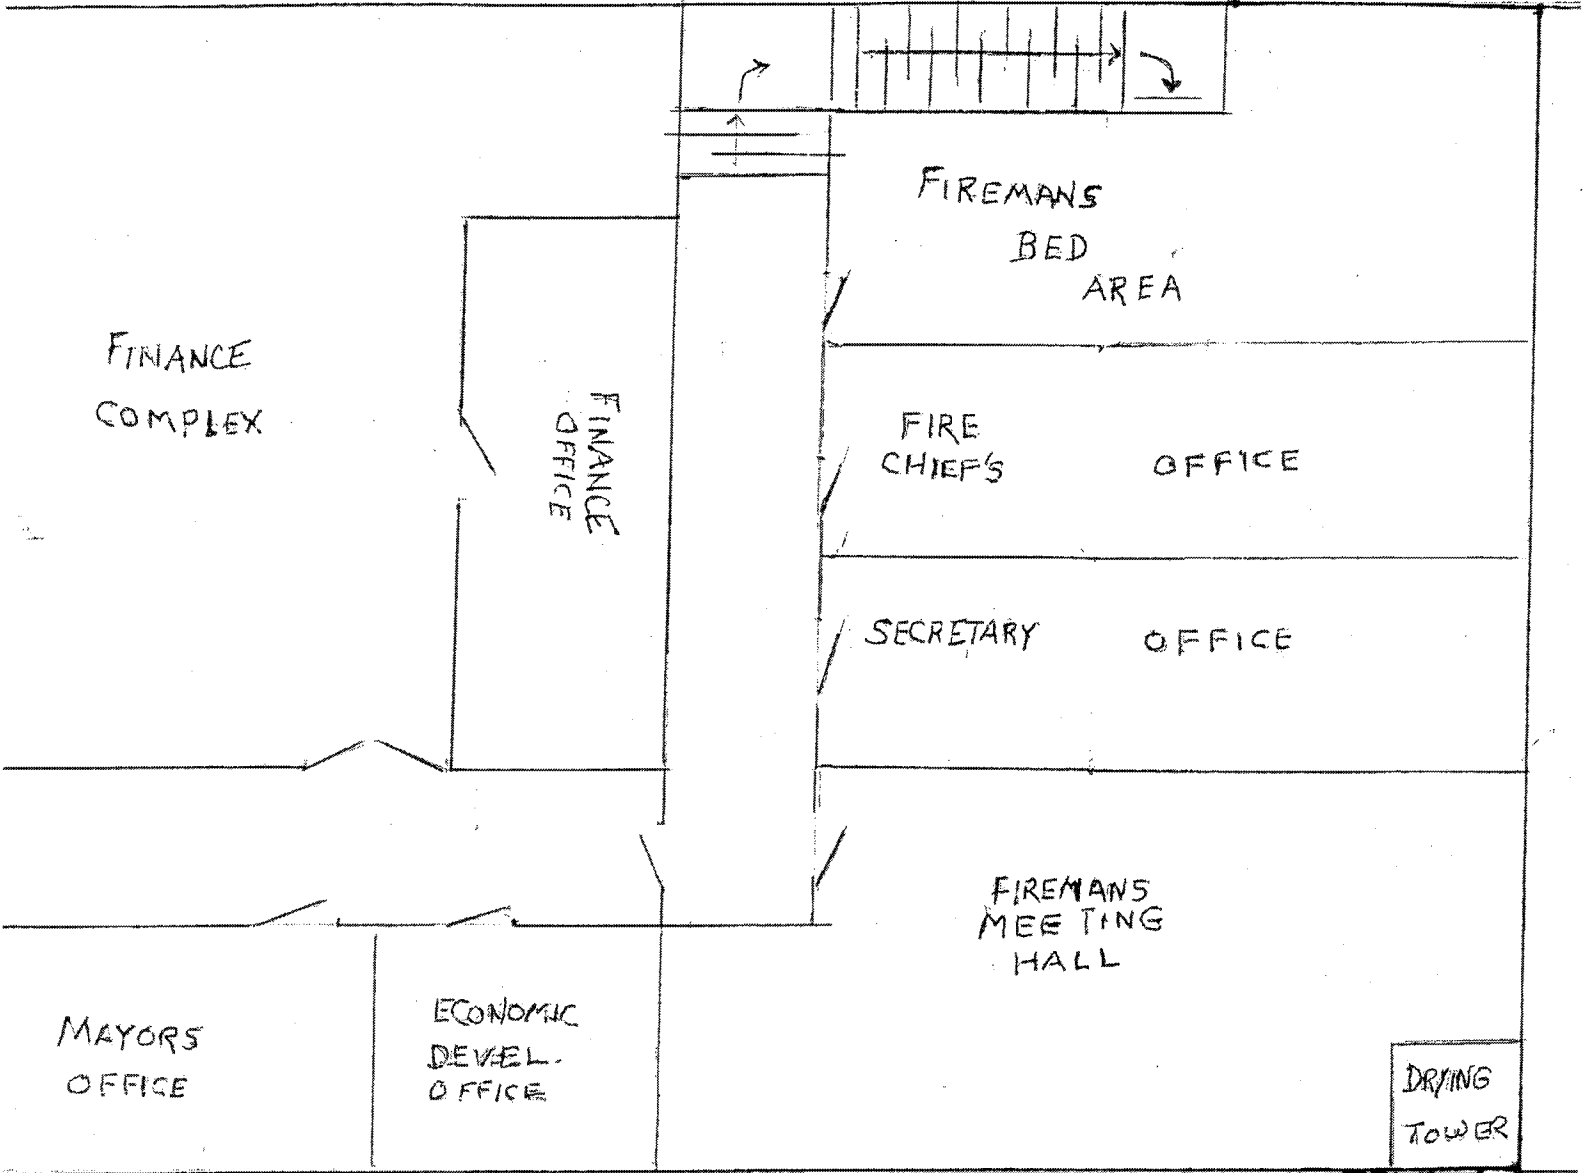 FIREMANS
BED
AREA
FINANCE
COMPLEX
FINANCE
OFFICE
FIRE
CHIEF'S OFFICE
SECRETARY OFFICE
FIREMANS
MEETING
HALL
MAYORS
OFFICE
ECONOMIC
DEVEL.
OFFICE
DRYING
TOWER